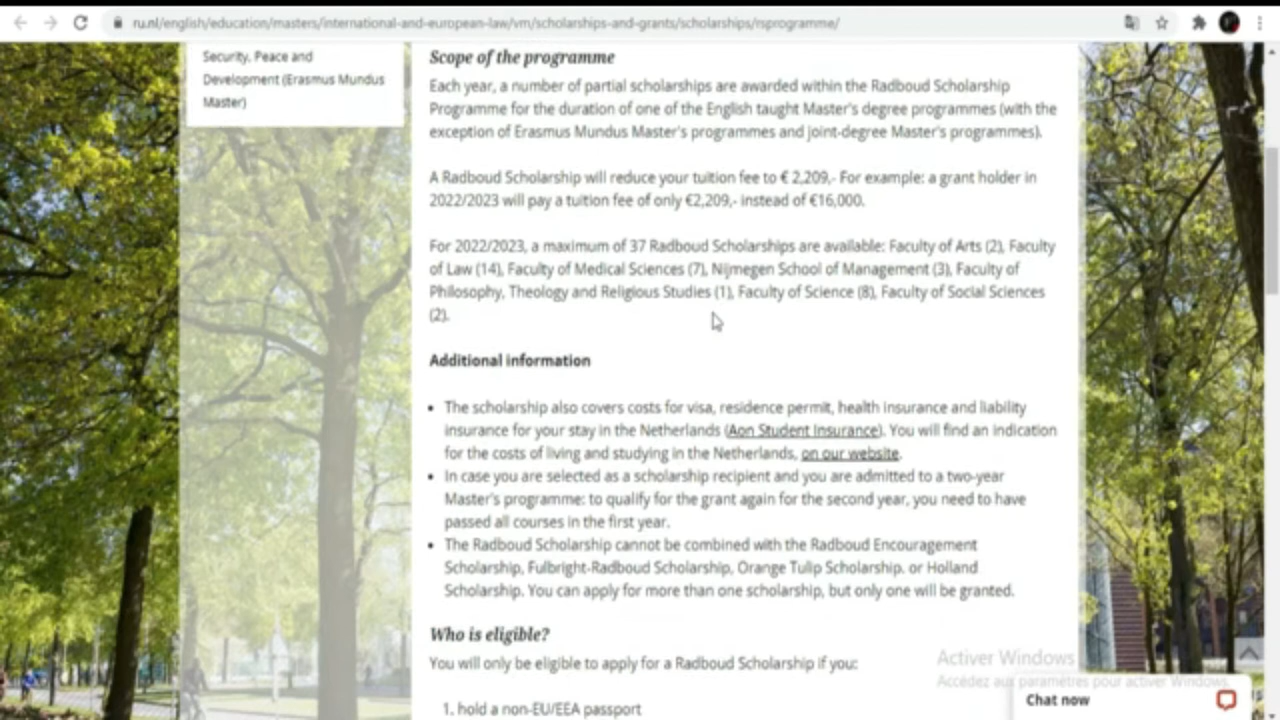 ru.nl/english/education/masters/international-and-european-law/vm/scholarships-and-grants/scholarships/rsprogramme/
Security, Peace and
Development (Erasmus Mundus
Master)
Scope of the programme
Each year, a number of partial scholarships are awarded within the Radboud Scholarship
Programme for the duration of one of the English taught Master's degree programmes (with the
exception of Erasmus Mundus Master's programmes and joint-degree Master's programmes).
A Radboud Scholarship will reduce your tuition fee to € 2,209,- For example: a grant holder in
2022/2023 will pay a tuition fee of only €2,209,- instead of €16,000.
For 2022/2023, a maximum of 37 Radboud Scholarships are available: Faculty of Arts (2), Faculty
of Law (14), Faculty of Medical Sciences (7), Nijmegen School of Management (3), Faculty of
Philosophy, Theology and Religious Studies (1), Faculty of Science (8), Faculty of Social Sciences
(2).
Additional information
• The scholarship also covers costs for visa, residence permit, health insurance and liability
insurance for your stay in the Netherlands (Aon Student Insurance). You will find an indication
for the costs of living and studying in the Netherlands, on our website.
• In case you are selected as a scholarship recipient and you are admitted to a two-year
Master's programme: to qualify for the grant again for the second year, you need to have
passed all courses in the first year.
• The Radboud Scholarship cannot be combined with the Radboud Encouragement
Scholarship, Fulbright-Radboud Scholarship, Orange Tulip Scholarship. or Holland
Scholarship. You can apply for more than one scholarship, but only one will be granted.
Who is eligible?
You will only be eligible to apply for a Radboud Scholarship if you:
1. hold a non-EU/EEA passport
Activer Windows
Accédez aux paramètres pour activer Windows.
Chat now